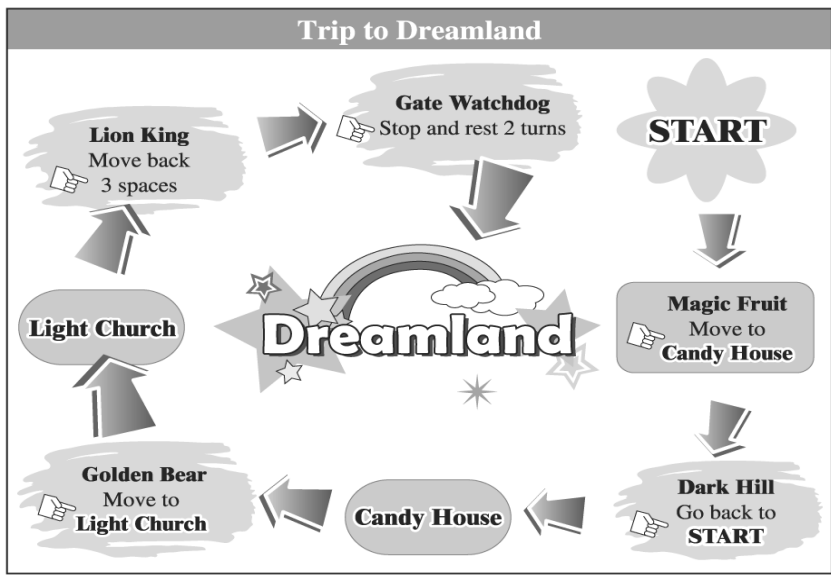 Trip to Dreamland
START
Magic Fruit
Move to
Candy House
Dark Hill
Go back to
START
Candy House
Golden Bear
Move to
Light Church
Light Church
Lion King
Move back
3 spaces
Gate Watchdog
Stop and rest 2 turns
Dreamland